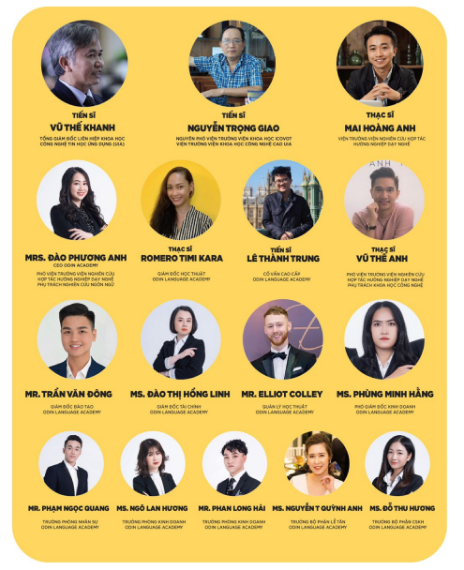 TIẾN SĨ
VŨ THẾ KHANH
TỔNG GIÁM ĐỐC LIÊN HIỆP KHOA HỌC
CÔNG NGHỆ TIN HỌC ỨNG DỤNG (UIA)
TIẾN SĨ
NGUYỄN TRỌNG GIAO
NGUYÊN PHÓ VIỆN TRƯỞNG VIỆN KHOA HỌC
VIỆN TRƯỞNG VIỆN KHOA HỌC CÔNG NGHỆ CAO UIA
THẠC SĨ
MAI HOÀNG ANH
VIỆN TRƯỞNG VIỆN NGHIÊN CỨU HỢP TÁC
HƯỚNG NGHIỆP DẠY NGHỀ
MRS. ĐÀO PHƯƠNG ANH
CEO ODIN ACADEMY
PHÓ VIỆN TRƯỞNG VIỆN NGHIÊN CỨU
HỢP TÁC HƯỚNG NGHIỆP DẠY NGHỀ
PHỤ TRÁCH NGHIÊN CỨU NGÔN NGỮ
THẠC SĨ
ROMERO TIMI KARA
GIÁM ĐỐC HỌC THUẬT
ODIN LANGUAGE ACADEMY
TIẾN SĨ
LÊ THÀNH TRUNG
CỐ VẤN CAO CẤP
ODIN LANGUAGE ACADEMY
THẠC SĨ
VŨ THẾ ANH
PHÓ VIỆN TRƯỞNG VIỆN NGHIÊN CỨU
HỢP TÁC HƯỚNG NGHIỆP DẠY NGHỀ
PHỤ TRÁCH KHOA HỌC CÔNG NGHỆ
MR. TRẦN VĂN ĐÔNG
GIÁM ĐỐC ĐÀO TẠO
ODIN LANGUAGE ACADEMY
MS. ĐÀO THỊ HỒNG LINH
GIÁM ĐỐC TÀI CHÍNH
ODIN LANGUAGE ACADEMY
MR. ELLIOT COLLEY
QUẢN LÝ HỌC THUẬT
ODIN LANGUAGE ACADEMY
MS. PHÙNG MINH HẰNG
PHÓ GIÁM ĐỐC KINH DOANH
ODIN LANGUAGE ACADEMY
MR. PHẠM NGỌC QUANG
TRƯỞNG PHÒNG NHÂN SỰ
ODIN LANGUAGE ACADEMY
MS. NGÔ LAN HƯƠNG
TRƯỞNG PHÒNG KINH DOANH
ODIN LANGUAGE ACADEMY
MR. PHAN LONG HẢI
TRƯỞNG PHÒNG KINH DOANH
ODIN LANGUAGE ACADEMY
MS. NGUYỄN T QUỲNH ANH
TRƯỞNG BỘ PHẬN LỄ TÂN
ODIN LANGUAGE ACADEMY
MS. ĐỖ THU HƯƠNG
TRƯỞNG BỘ PHẬN CSKH
ODIN LANGUAGE ACADEMY